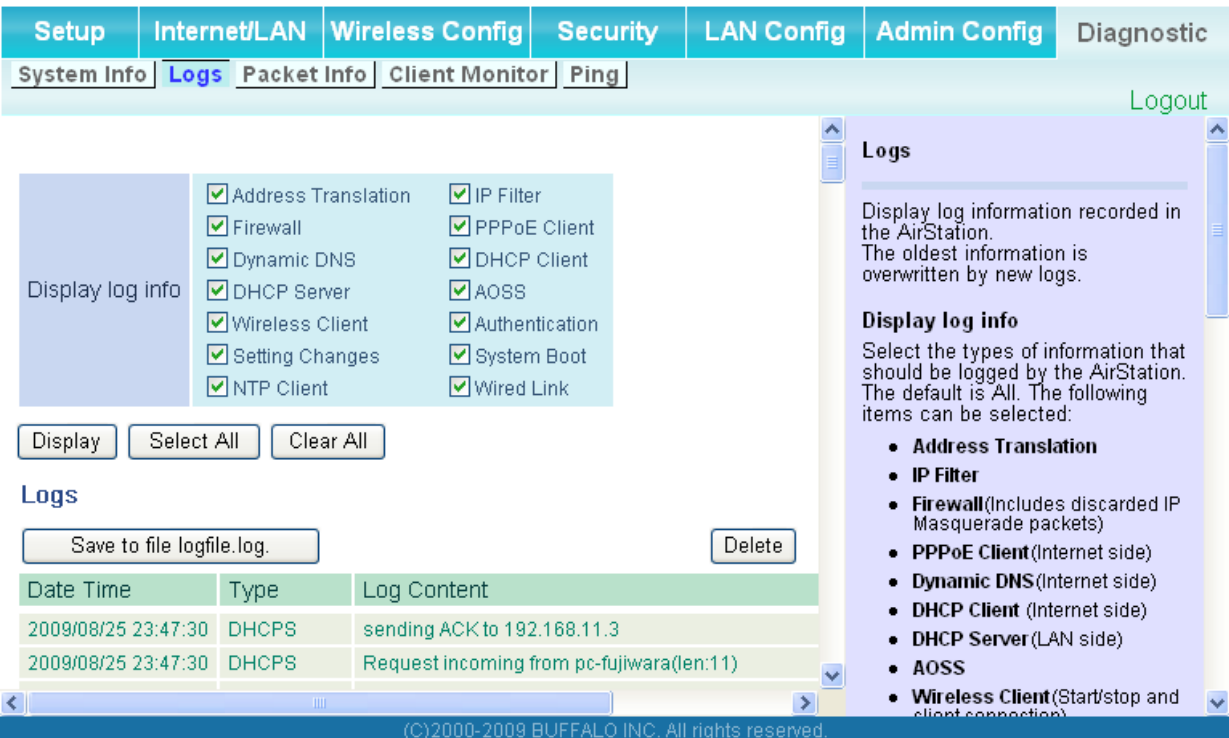 Setup Internet/LAN Wireless Config Security LAN Config Admin Config Diagnostic
System Info Logs Packet Info Client Monitor Ping
Logout
Display log info
Address Translation IP Filter
Firewall PPPoE Client
Dynamic DNS DHCP Client
DHCP Server AOSS
Wireless Client Authentication
Setting Changes System Boot
NTP Client Wired Link
Display Select All Clear All
Logs
Save to file logfile.log. Delete
Date Time Type Log Content
2009/08/25 23:47:30 DHCPS sending ACK to 192.168.11.3
2009/08/25 23:47:30 DHCPS Request incoming from pc-fujiwara(len:11)
Logs
Display log information recorded in
the AirStation.
The oldest information is
overwritten by new logs.
Display log info
Select the types of information that
should be logged by the AirStation.
The default is All. The following
items can be selected:
Address Translation
IP Filter
Firewall(Includes discarded IP
Masquerade packets)
PPPoE Client(Internet side)
Dynamic DNS(Internet side)
DHCP Client (Internet side)
DHCP Server(LAN side)
AOSS
Wireless Client(Start/stop and
client connection)
(C)2000-2009 BUFFALO INC. All rights reserved.